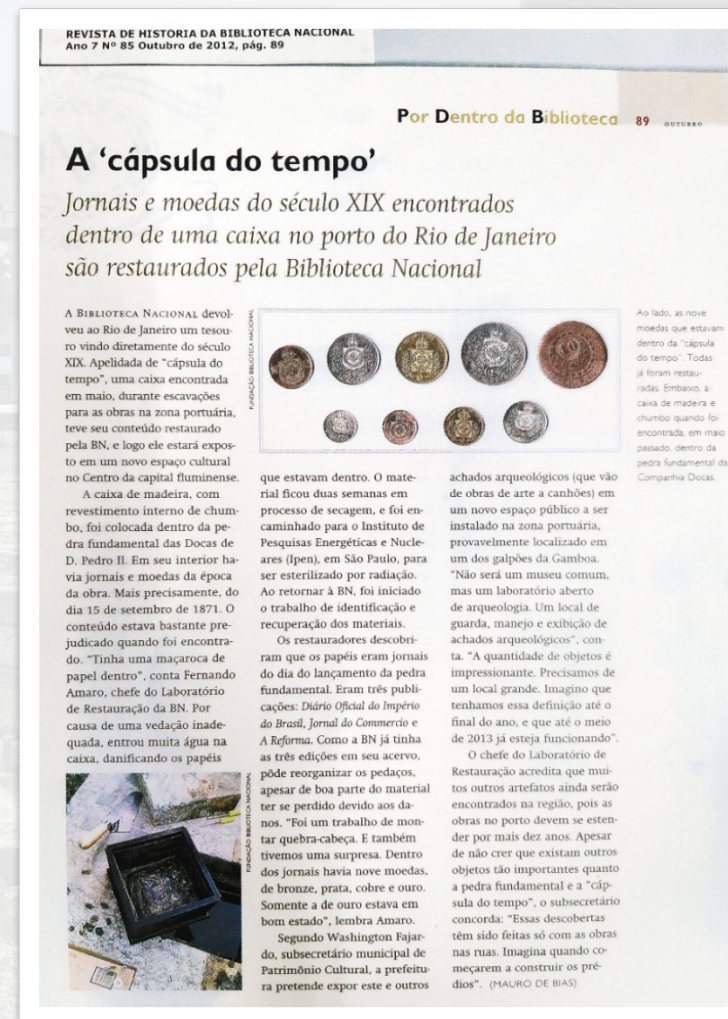 REVISTA DE HISTÓRIA DA BIBLIOTECA NACIONAL
Ano 7 Nº 85 Outubro de 2012, pág. 89
Por Dentro da Biblioteca 89 OUTUBRO
A ‘cápsula do tempo’
Jornais e moedas do século XIX encontrados
dentro de uma caixa no porto do Rio de Janeiro
são restaurados pela Biblioteca Nacional
A BIBLIOTECA NACIONAL devol-
veu ao Rio de Janeiro um tesou-
ro vindo diretamente do século
XIX. Apelidada de “cápsula do
tempo”, uma caixa encontrada
em maio, durante escavações
para as obras na zona portuária,
teve seu conteúdo restaurado
pela BN, e logo ele estará expos-
to em um novo espaço cultural
no Centro da capital fluminense.
A caixa de madeira, com
revestimento interno de chum-
bo, foi colocada dentro da pe-
dra fundamental das Docas de
D. Pedro II. Em seu interior ha-
via jornais e moedas da época
da obra. Mais precisamente, do
dia 15 de setembro de 1871. O
conteúdo estava bastante pre-
judicado quando foi encontra-
do. “Tinha uma maçaroca de
papel dentro”, conta Fernando
Amaro, chefe do Laboratório
de Restauração da BN. Por
causa de uma vedação inade-
quada, entrou muita água na
caixa, danificando os papéis
FUNDAÇÃO BIBLIOTECA NACIONAL
10
Ao lado, as nove
moedas que estavam
dentro da “cápsula
do tempo”. Todas
já foram restau-
radas. Embaixo, a
caixa de madeira e
chumbo quando foi
encontrada, em maio
passado, dentro da
pedra fundamental da
Companhia Docas.
FUNDAÇÃO BIBLIOTECA NACIONAL
que estavam dentro. O mate-
rial ficou duas semanas em
processo de secagem, e foi en-
caminhado para o Instituto de
Pesquisas Energéticas e Nucle-
ares (Ipen), em São Paulo, para
ser esterilizado por radiação.
Ao retornar à BN, foi iniciado
o trabalho de identificação e
recuperação dos materiais.
Os restauradores descobri-
ram que os papéis eram jornais
do dia do lançamento da pedra
fundamental. Eram três publi-
cações: Diário Oficial do Império
do Brasil, Jornal do Commercio e
A Reforma. Como a BN já tinha
as três edições em seu acervo,
pôde reorganizar os pedaços,
apesar de boa parte do material
ter se perdido devido aos da-
nos. “Foi um trabalho de mon-
tar quebra-cabeça. E também
tivemos uma surpresa. Dentro
dos jornais havia nove moedas,
de bronze, prata, cobre e ouro.
Somente a de ouro estava em
bom estado”, lembra Amaro.
Segundo Washington Fajar-
do, subsecretário municipal de
Patrimônio Cultural, a prefeitu-
ra pretende expor este e outros
achados arqueológicos (que vão
de obras de arte a canhões) em
um novo espaço público a ser
instalado na zona portuária,
provavelmente localizado em
um dos galpões da Gamboa.
“Não será um museu comum,
mas um laboratório aberto
de arqueologia. Um local de
guarda, manejo e exibição de
achados arqueológicos”, con-
ta. “A quantidade de objetos é
impressionante. Precisamos de
um local grande. Imagino que
tenhamos essa definição até o
final do ano, e que até o meio
de 2013 já esteja funcionando”.
O chefe do Laboratório de
Restauração acredita que mui-
tos outros artefatos ainda serão
encontrados na região, pois as
obras no porto devem se esten-
der por mais dez anos. Apesar
de não crer que existam outros
objetos tão importantes quanto
a pedra fundamental e a “cáp-
sula do tempo”, o subsecretário
concorda: “Essas descobertas
têm sido feitas só com as obras
nas ruas. Imagina quando co-
meçarem a construir os pré-
dios”. (MAURO DE BIAS)